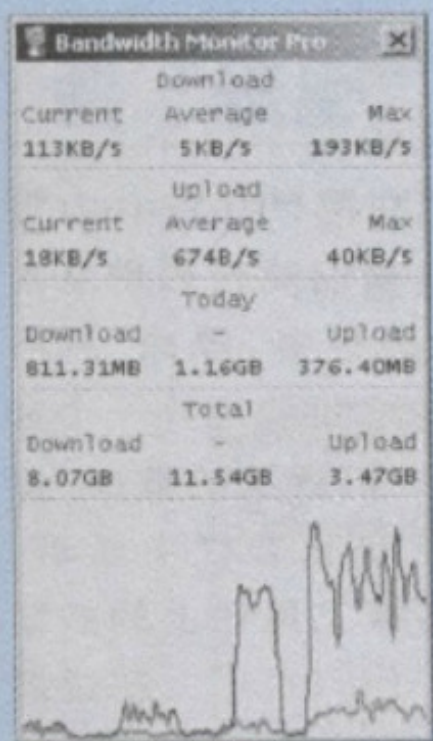 Bandwidth Monitor Pro
Download
Current Average Max
113KB/s 5KB/s 193KB/s
Upload
Current Average Max
18KB/s 674B/s 40KB/s
Today
Download - Upload
811.31MB 1.16GB 376.40MB
Total
Download - Upload
8.07GB 11.54GB 3.47GB